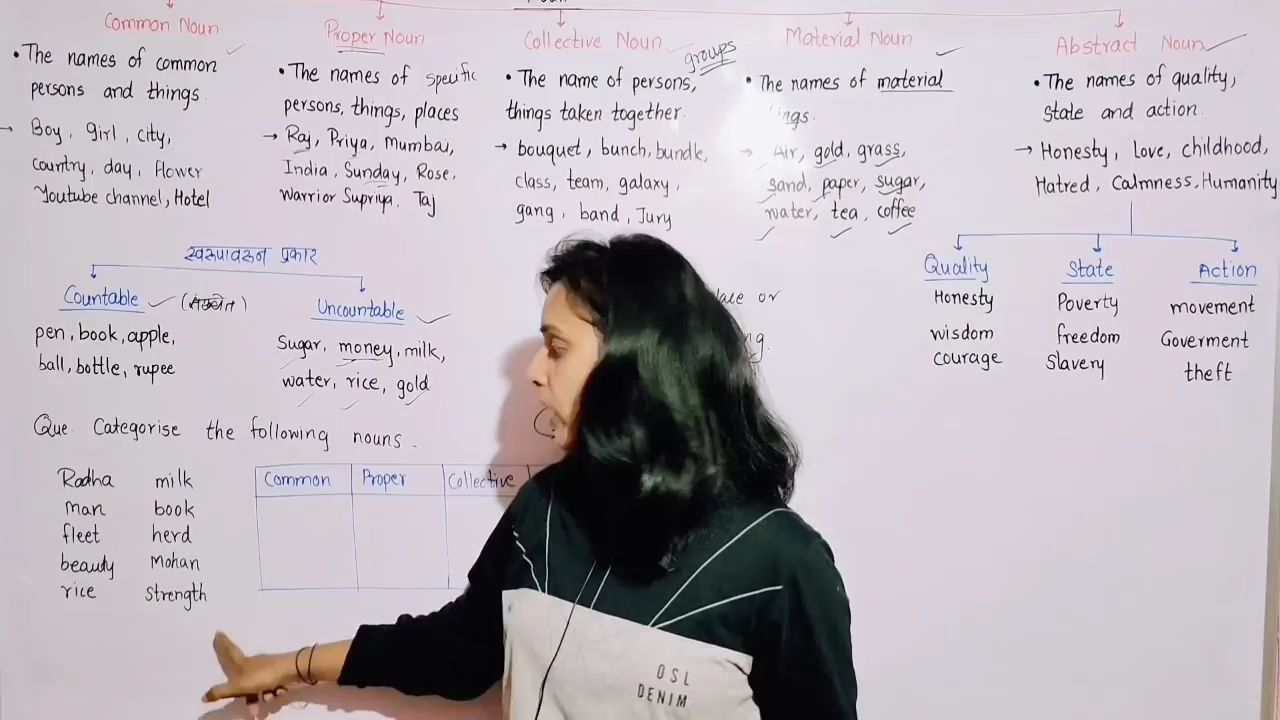 Common Noun
• The names of common
persons and things.
→ Boy, girl, city,
country, day, flower
Youtube channel, Hotel
Proper Noun
• The names of specific
persons, things, places
→ Raj, Priya, Mumbai,
India, Sunday, Rose.
Warrior Supriya. Taj
Collective Noun
groups
• The name of persons,
things taken together.
→ bouquet, bunch, bundle,
class, team, galaxy,
gang, band, Jury
Material Noun
• The names of material
ings.
→ Air, gold, grass,
sand, paper, sugar,
water, tea, coffee
Abstract Noun
• The names of quality,
state and action.
→ Honesty, Love, childhood,
Hatred, Calmness, Humanity
Quality
Honesty
wisdom
courage
State
Poverty
freedom
Slavery
Action
movement
Goverment
theft
प्रकार
Countable
pen, book, apple,
ball, bottle, rupee
Uncountable
Sugar, money, milk,
water, rice, gold
lace or
g.
Que. Categorise the following nouns.
Radha milk
man book
fleet herd
beauty Mohan
rice strength
Common Proper Collective
DSL
DENIM